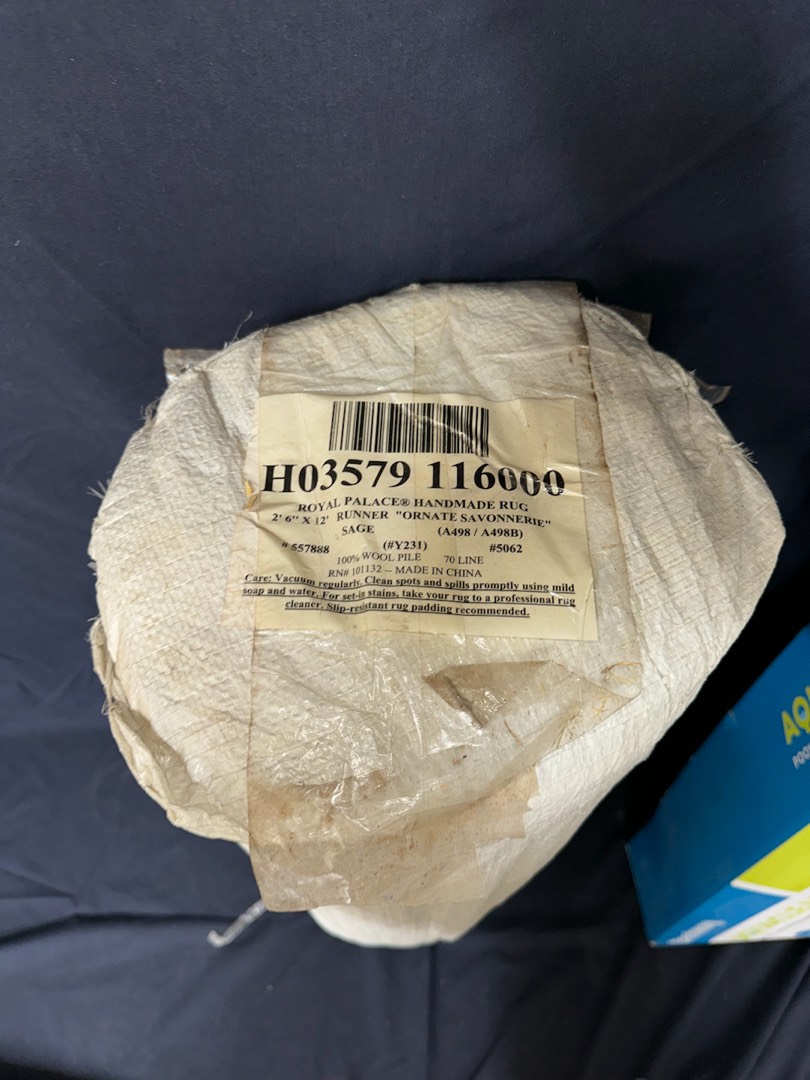 H03579 116000
ROYAL PALACE® HANDMADE RUG
2' 6" X 12' RUNNER "ORNATE SAVONNERIE"
SAGE (A498 / A498B)
# 557888 (#Y231) #5062
100% WOOL PILE 70 LINE
RN# 101132 -- MADE IN CHINA
Care: Vacuum regularly. Clean spots and spills promptly using mild
soap and water. For set-in stains, take your rug to a professional rug
cleaner. Slip-resistant rug padding recommended.